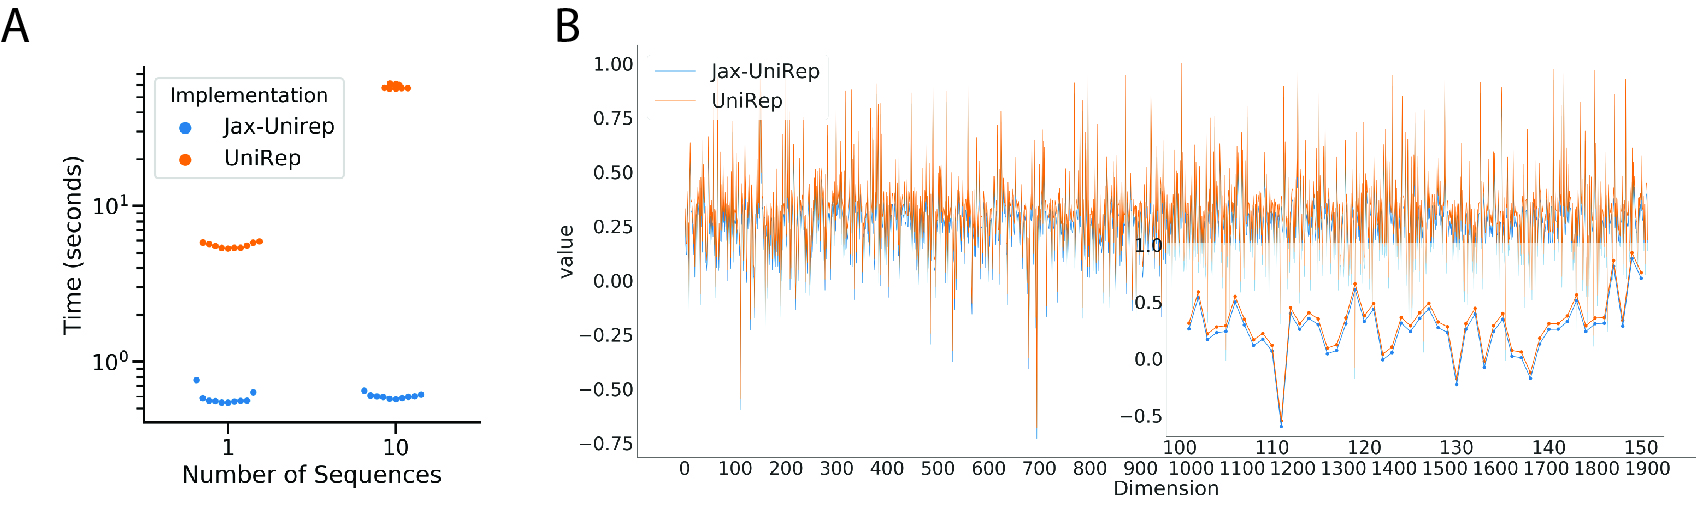 A
Implementation
Jax-Unirep
UniRep
10¹
10⁰
Time (seconds)
1 10
Number of Sequences
B
Jax-UniRep
UniRep
1.00
0.75
0.50
0.25
0.00
−0.25
−0.50
−0.75
value
1.0
0.5
0.0
−0.5
100 110 120 130 140 150
0 100 200 300 400 500 600 700 800 900 1000 1100 1200 1300 1400 1500 1600 1700 1800 1900
Dimension